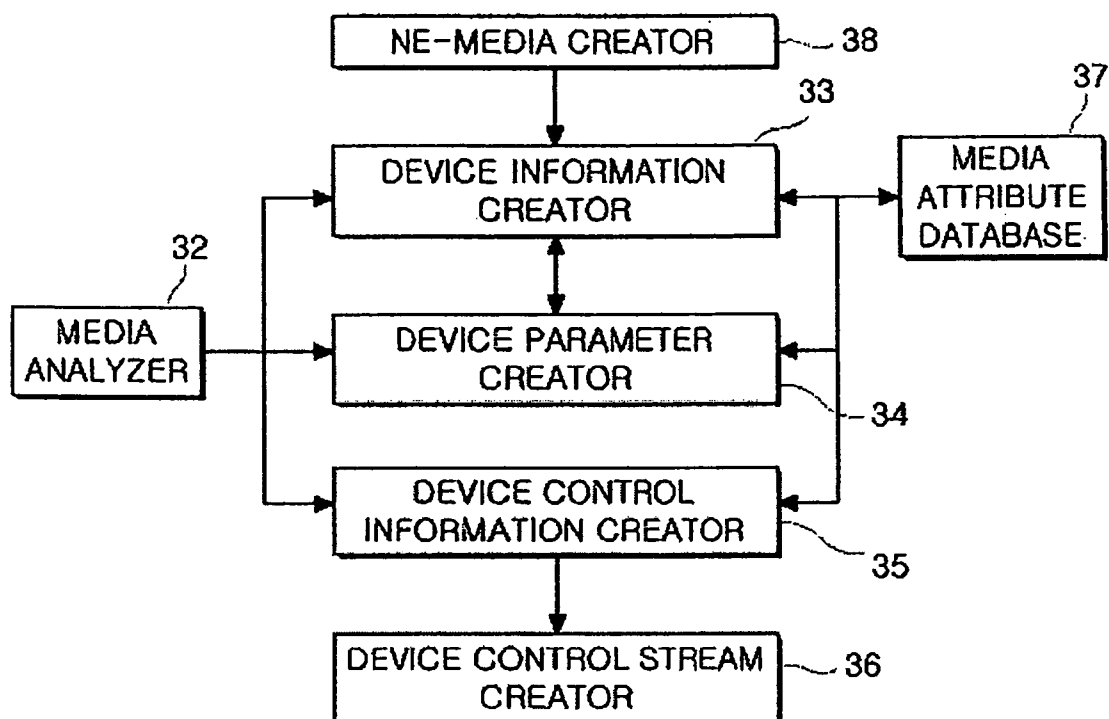 NE-MEDIA CREATOR
38
33
37
DEVICE INFORMATION
CREATOR
MEDIA
ATTRIBUTE
DATABASE
32
MEDIA
ANALYZER
DEVICE PARAMETER
CREATOR
34
DEVICE CONTROL
INFORMATION CREATOR
35
DEVICE CONTROL STREAM
CREATOR
36